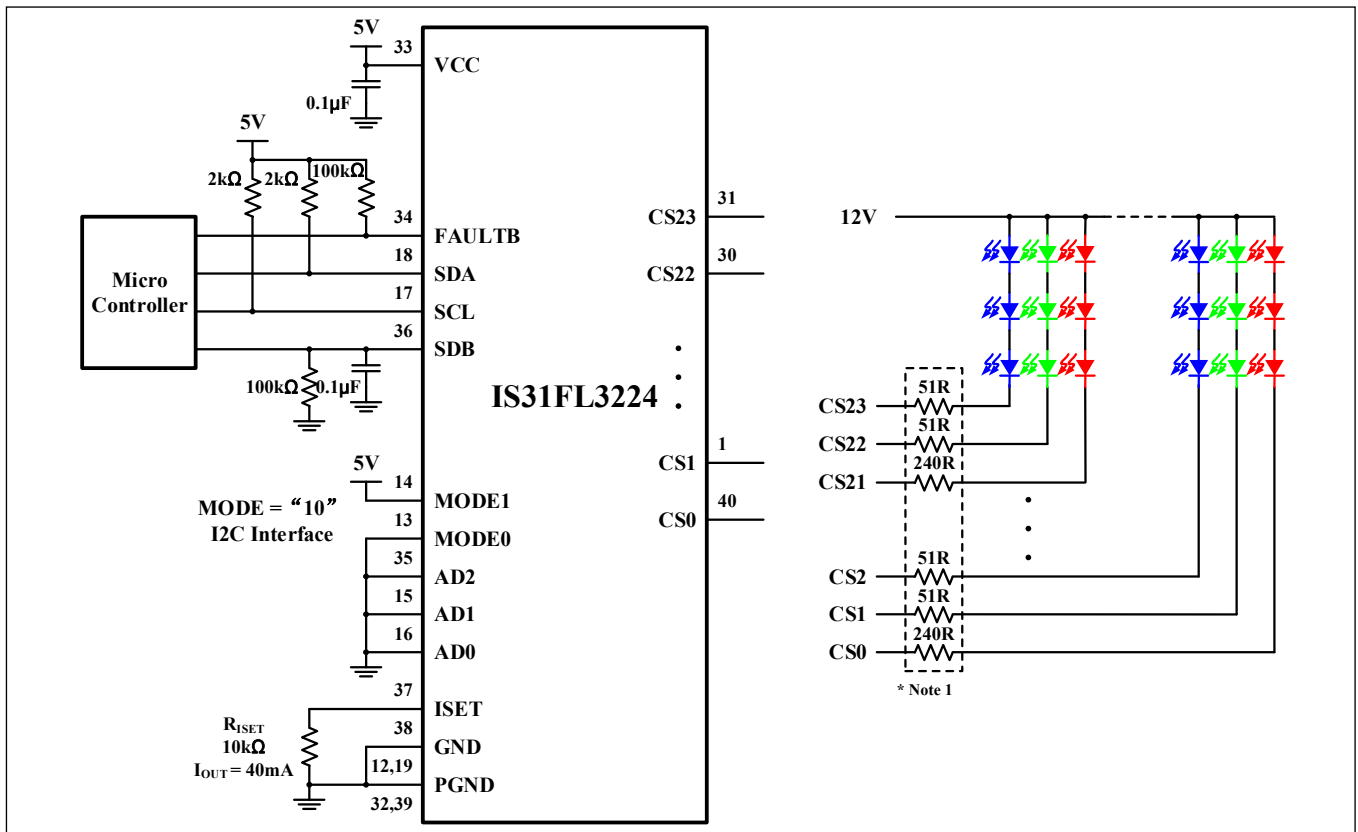 5V
33
VCC
0.1μF
5V
2kΩ
2kΩ
100kΩ
34
FAULTB
18
SDA
17
SCL
36
SDB
Micro
Controller
100kΩ
0.1μF
IS31FL3224
5V
14
MODE1
MODE = “10”
I2C Interface
13
MODE0
35
AD2
15
AD1
16
AD0
37
ISET
RISET
10kΩ
IOUT = 40mA
38
GND
12,19
PGND
32,39
31
CS23
30
CS22
1
CS1
40
CS0
12V
51R
CS23
51R
CS22
240R
CS21
51R
CS2
51R
CS1
240R
CS0
* Note 1